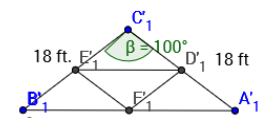 C'₁
18 ft. E'₁ β = 100° D'₁ 18 ft
B'₁ F'₁ A'₁